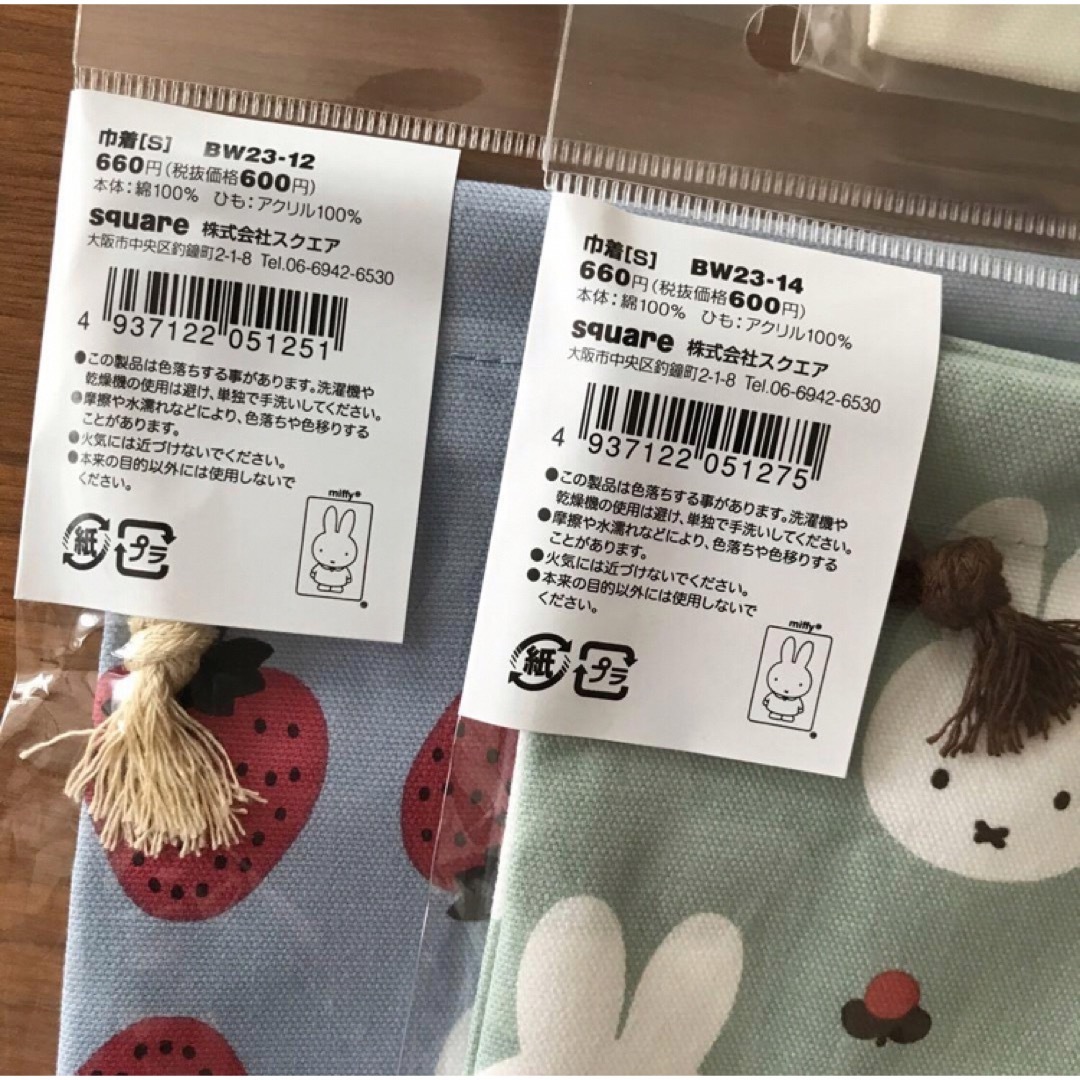 巾着[S] BW23-12
660円(税抜価格600円)
本体:綿100% ひも:アクリル100%
square 株式会社スクエア
大阪市中央区釣鐘町2-1-8 Tel.06-6942-6530
4 937122 051251
●この製品は色落ちする事があります。洗濯機や
乾燥機の使用は避け、単独で手洗いしてください。
●摩擦や水濡れなどにより、色落ちや色移りする
ことがあります。
●火気には近づけないでください。
●本来の目的以外には使用しないで
ください。
紙 プラ
miffy®
®
巾着[S] BW23-14
660円(税抜価格600円)
本体:綿100% ひも:アクリル100%
square 株式会社スクエア
大阪市中央区釣鐘町2-1-8 Tel.06-6942-6530
4 937122 051275
●この製品は色落ちする事があります。洗濯機や
乾燥機の使用は避け、単独で手洗いしてください。
●摩擦や水濡れなどにより、色落ちや色移りする
ことがあります。
●火気には近づけないでください。
●本来の目的以外には使用しないで
ください。
紙 プラ
miffy®
®